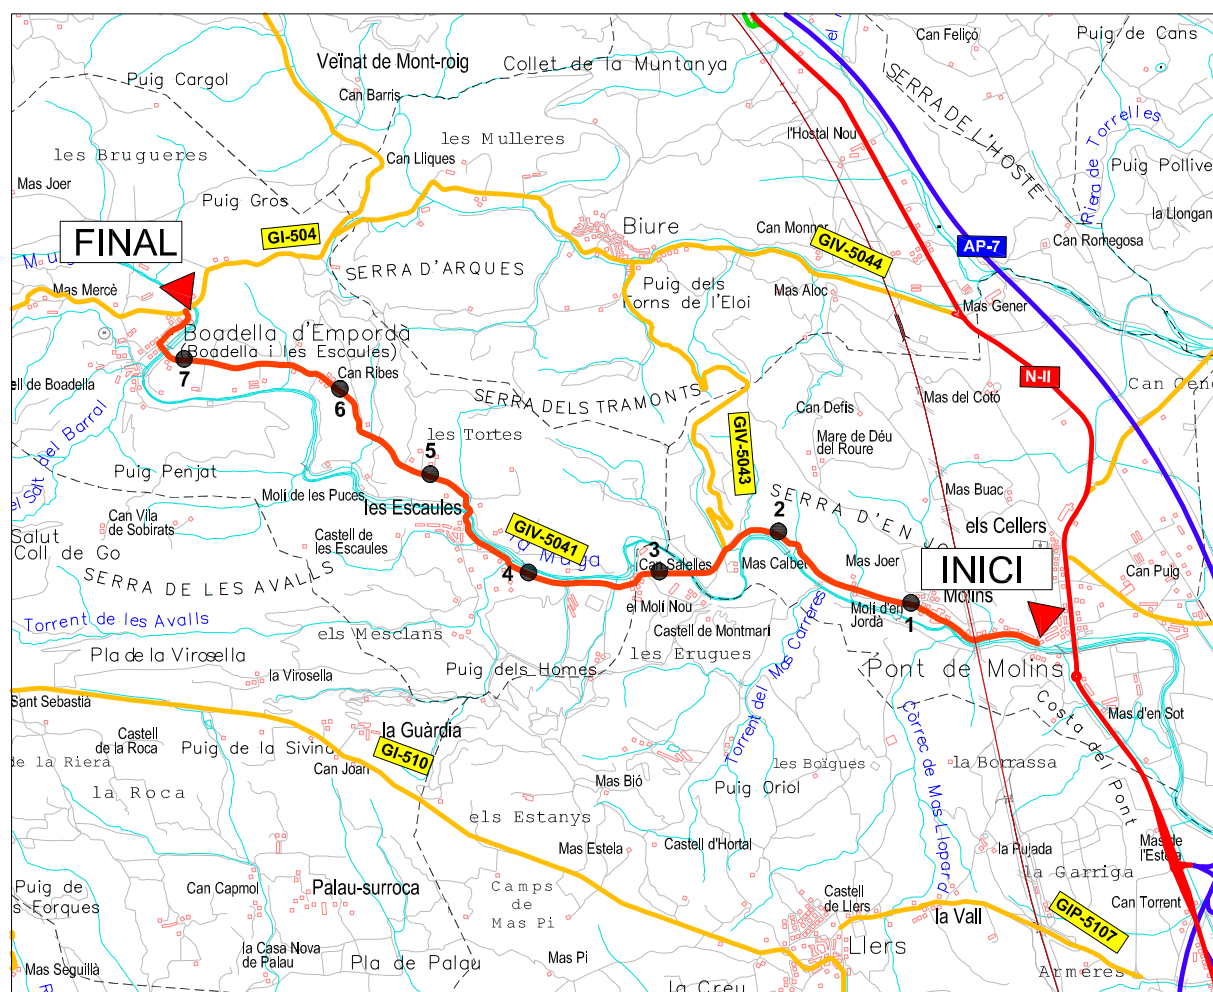 Puig de Cans
Can Feliçó
Veïnat de Mont-roig
Collet de la Muntanya
Puig Cargol
Can Barris
SERRA DE L'HOSTE
Riera de Torrelles
l'Hostal Nou
les Mulleres
les Brugueres
Can Lliques
Puig Pollive
Mas Joer
Puig Gros
la Llongan
Biure
Can Romegosa
GI-504
GIV-5044
AP-7
FINAL
SERRA D'ARQUES
Puig dels
Forns de l'Eloi
Mas Mercè
Mas Aloc
Mas Gener
Boadella d'Empordà
(Boadella i les Escaules)
7
Can Ribes
6
N-II
ell de Boadella
SERRA DELS TRAMONTS
Mas del Cotó
Can Defis
les Tortes
5
GIV-5043
Mare de Déu
del Roure
Puig Penjat
el Salt del Barral
Molí de les Puces
les Escaules
Mas Buac
SERRA D'EN JO
els Cellers
2
Can Vila
de Sobirats
Salut
Coll de Go
Castell de
les Escaules
GIV-5041
la Muga
3
(Can Salelles
Mas Calbet
Mas Joer
INICI
Can Puig
4
SERRA DE LES AVALLS
el Molí Nou
Molí d'en
Jordà
1
Molins
Torrent de les Avalls
els Mesclans
Castell de Montmarí
les Erugues
Pla de la Virosella
la Virosella
Puig dels Homes
Pont de Molins
Torrent del Mas Carreres
Sant Sebastià
Còrrec de Mas Llopard
Costa del Pont
Mas d'en Sot
Castell
de la Roca
Puig de la Sivina
la Guàrdia
GI-510
de la Riera
Can Joan
la Roca
Mas Bió
les Boïgues
Puig Oriol
la Borrassa
els Estanys
Mas Estela
Castell d'Hortal
la Pujada
Mas de
l'Estela
la Garriga
Puig de
s Forques
Can Capmol
Palau-surroca
Camps
de
Mas Pi
Castell
de Llers
la Vall
GIP-5107
Can Torrent
Llers
la Casa Nova
de Palau
Pla de Palau
Mas Pi
Mas Seguillà
Armeres
la Creu